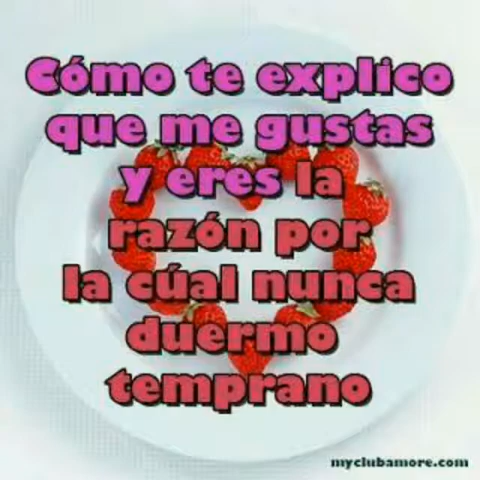 Cómo te explico
que me gustas
y eres la
razón por
la cúal nunca
duermo
temprano
myclubamore.com